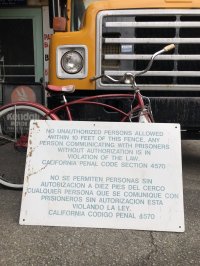 NO UNAUTHORIZED PERSONS ALLOWED
WITHIN 10 FEET OF THIS FENCE. ANY
PERSON COMMUNICATING WITH PRISONERS
WITHOUT AUTHORIZATION IS IN
VIOLATION OF THE LAW.
CALIFORNIA PENAL CODE SECTION 4570
NO SE PERMITEN PERSONAS SIN
AUTORIZACION A DIEZ PIES DEL CERCO
CUALQUIER PERSONA QUE SE COMUNIQUE CON
PRISIONEROS SIN AUTORIZACION ESTA
VIOLANDO LA LEY.
CALIFORNIA CODIGO PENAL 4570